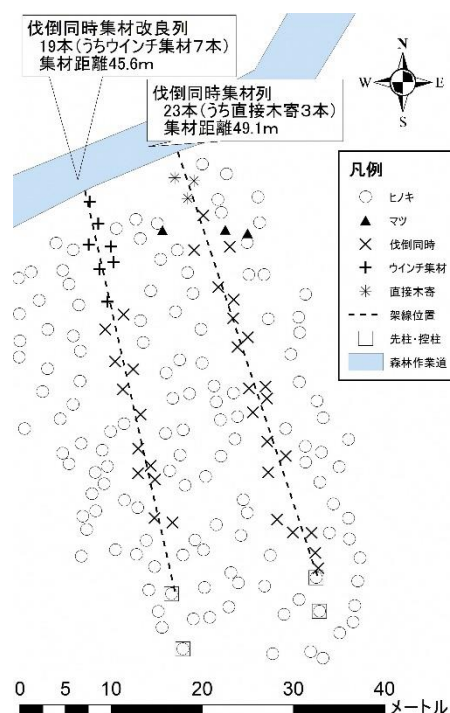 伐倒同時集材改良列
19本(うちウインチ集材7本)
集材距離45.6m
伐倒同時集材列
23本(うち直接木寄3本)
集材距離49.1m
N
W E
S
凡例
ヒノキ
マツ
伐倒同時
ウインチ集材
直接木寄
架線位置
先柱・控柱
森林作業道
0 5 10 20 30 40
メートル